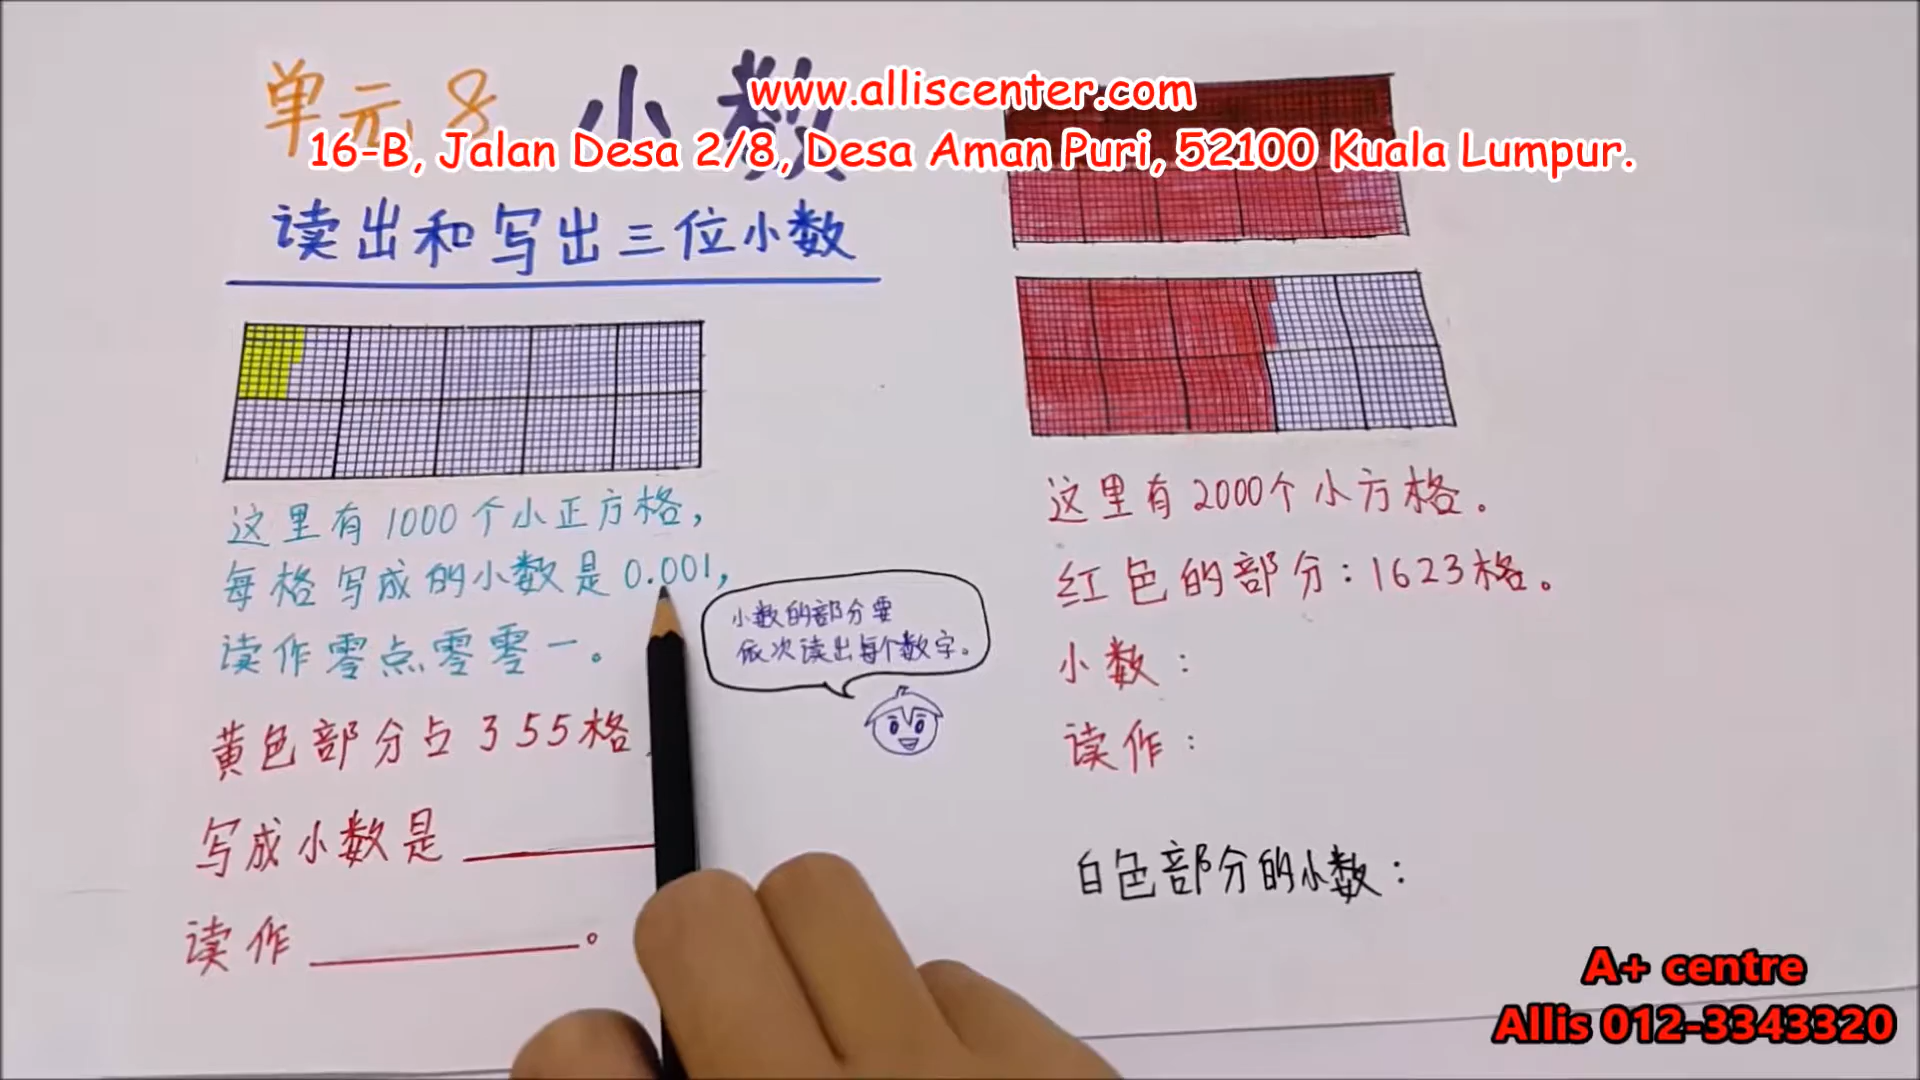 单元 8 小数
www.alliscenter.com
16-B, Jalan Desa 2/8, Desa Aman Puri, 52100 Kuala Lumpur.
读出和写出三位小数
这里有 1000 个小正方格，
每格写成的小数是 0.001，
读作零点零零一。
小数的部分要
依次读出每个数字。
黄色部分占 355格
写成小数是
读作 。
这里有 2000个小方格。
红色的部分：1623格。
小数：
读作：
白色部分的小数：
A+ centre
Allis 012-3343320